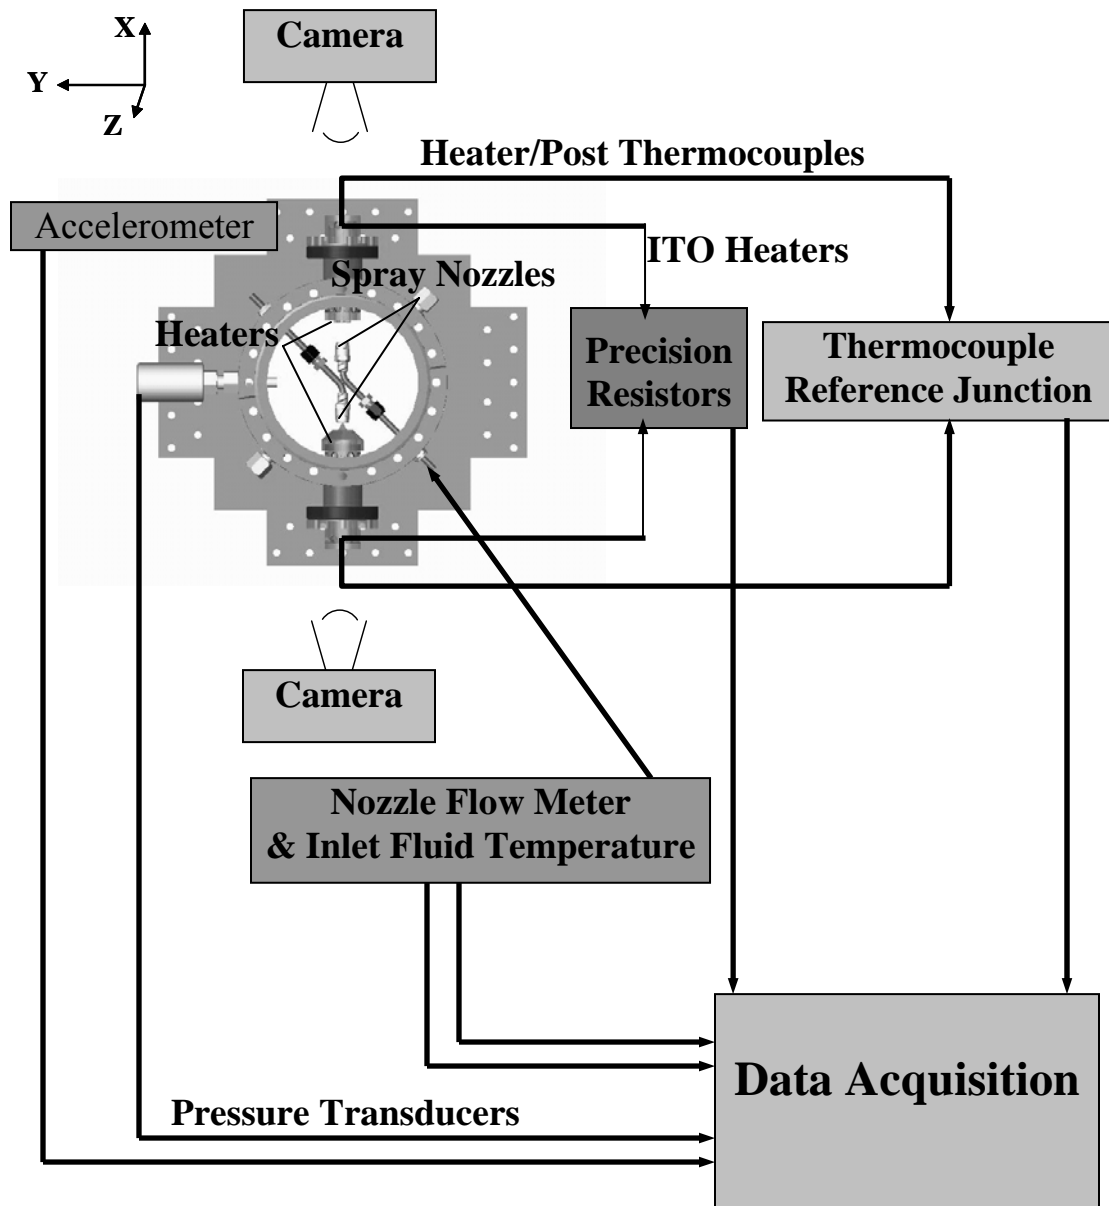 X
Camera
Y
Z
Heater/Post Thermocouples
Accelerometer
ITO Heaters
Spray Nozzles
Heaters
Precision
Resistors
Thermocouple
Reference Junction
Camera
Nozzle Flow Meter
& Inlet Fluid Temperature
Data Acquisition
Pressure Transducers